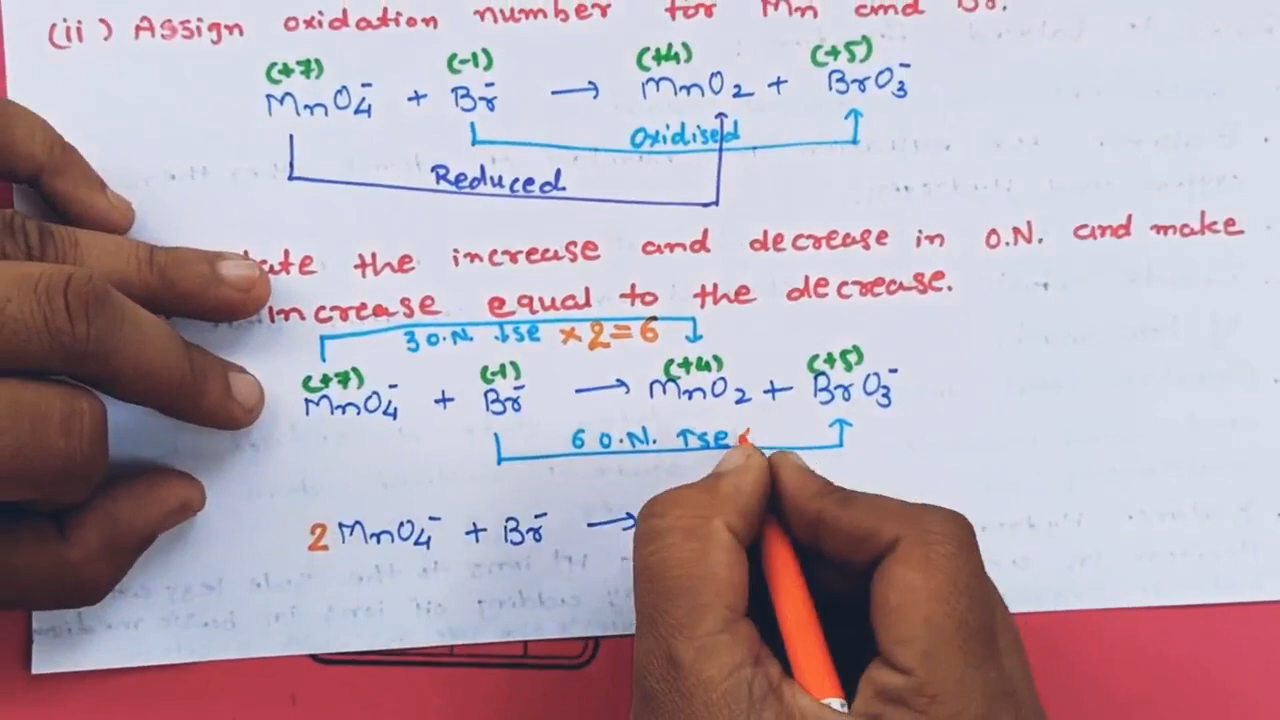 (ii) Assign oxidation number for Mn and Br.
(+7) (-1) (+4) (+5)
MnO₄⁻ + Br⁻ → MnO₂ + BrO₃⁻
Oxidised
Reduced
the increase and decrease in O.N. and make
increase equal to the decrease.
3 O.N. ↓se ×2=6
(+7) (-1) (+4) (+5)
MnO₄⁻ + Br⁻ → MnO₂ + BrO₃⁻
6 O.N. ↑se
2 MnO₄⁻ + Br⁻ →